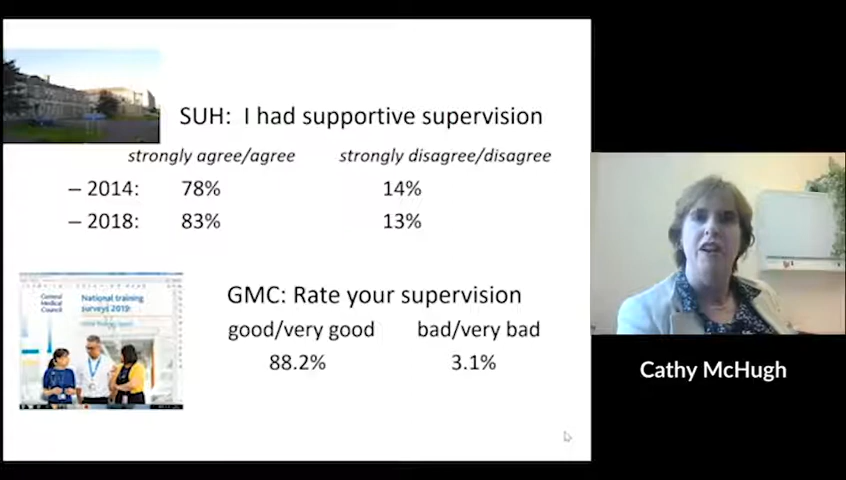 SUH: I had supportive supervision
strongly agree/agree strongly disagree/disagree
– 2014: 78% 14%
– 2018: 83% 13%
General
Medical
Council
National training
surveys 2019:
GMC: Rate your supervision
good/very good bad/very bad
88.2% 3.1%
Cathy McHugh